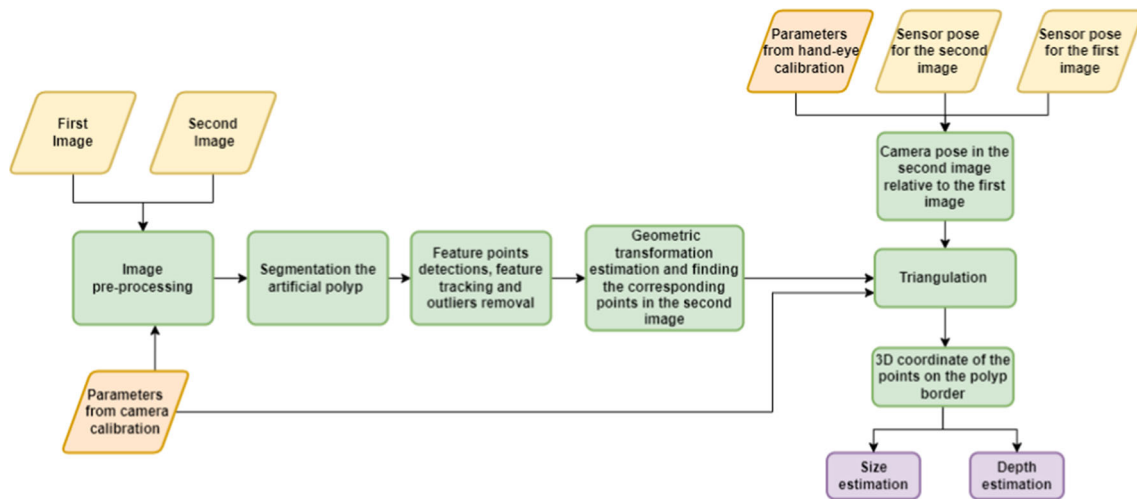 Parameters
from hand-eye
calibration
Sensor pose
for the second
image
Sensor pose
for the first
image
First
Image
Second
Image
Camera pose in the
second image
relative to the first
image
Image
pre-processing
Segmentation the
artificial polyp
Feature points
detections, feature
tracking and
outliers removal
Geometric
transformation
estimation and finding
the corresponding
points in the second
image
Triangulation
Parameters
from camera
calibration
3D coordinate of the
points on the polyp
border
Size
estimation
Depth
estimation